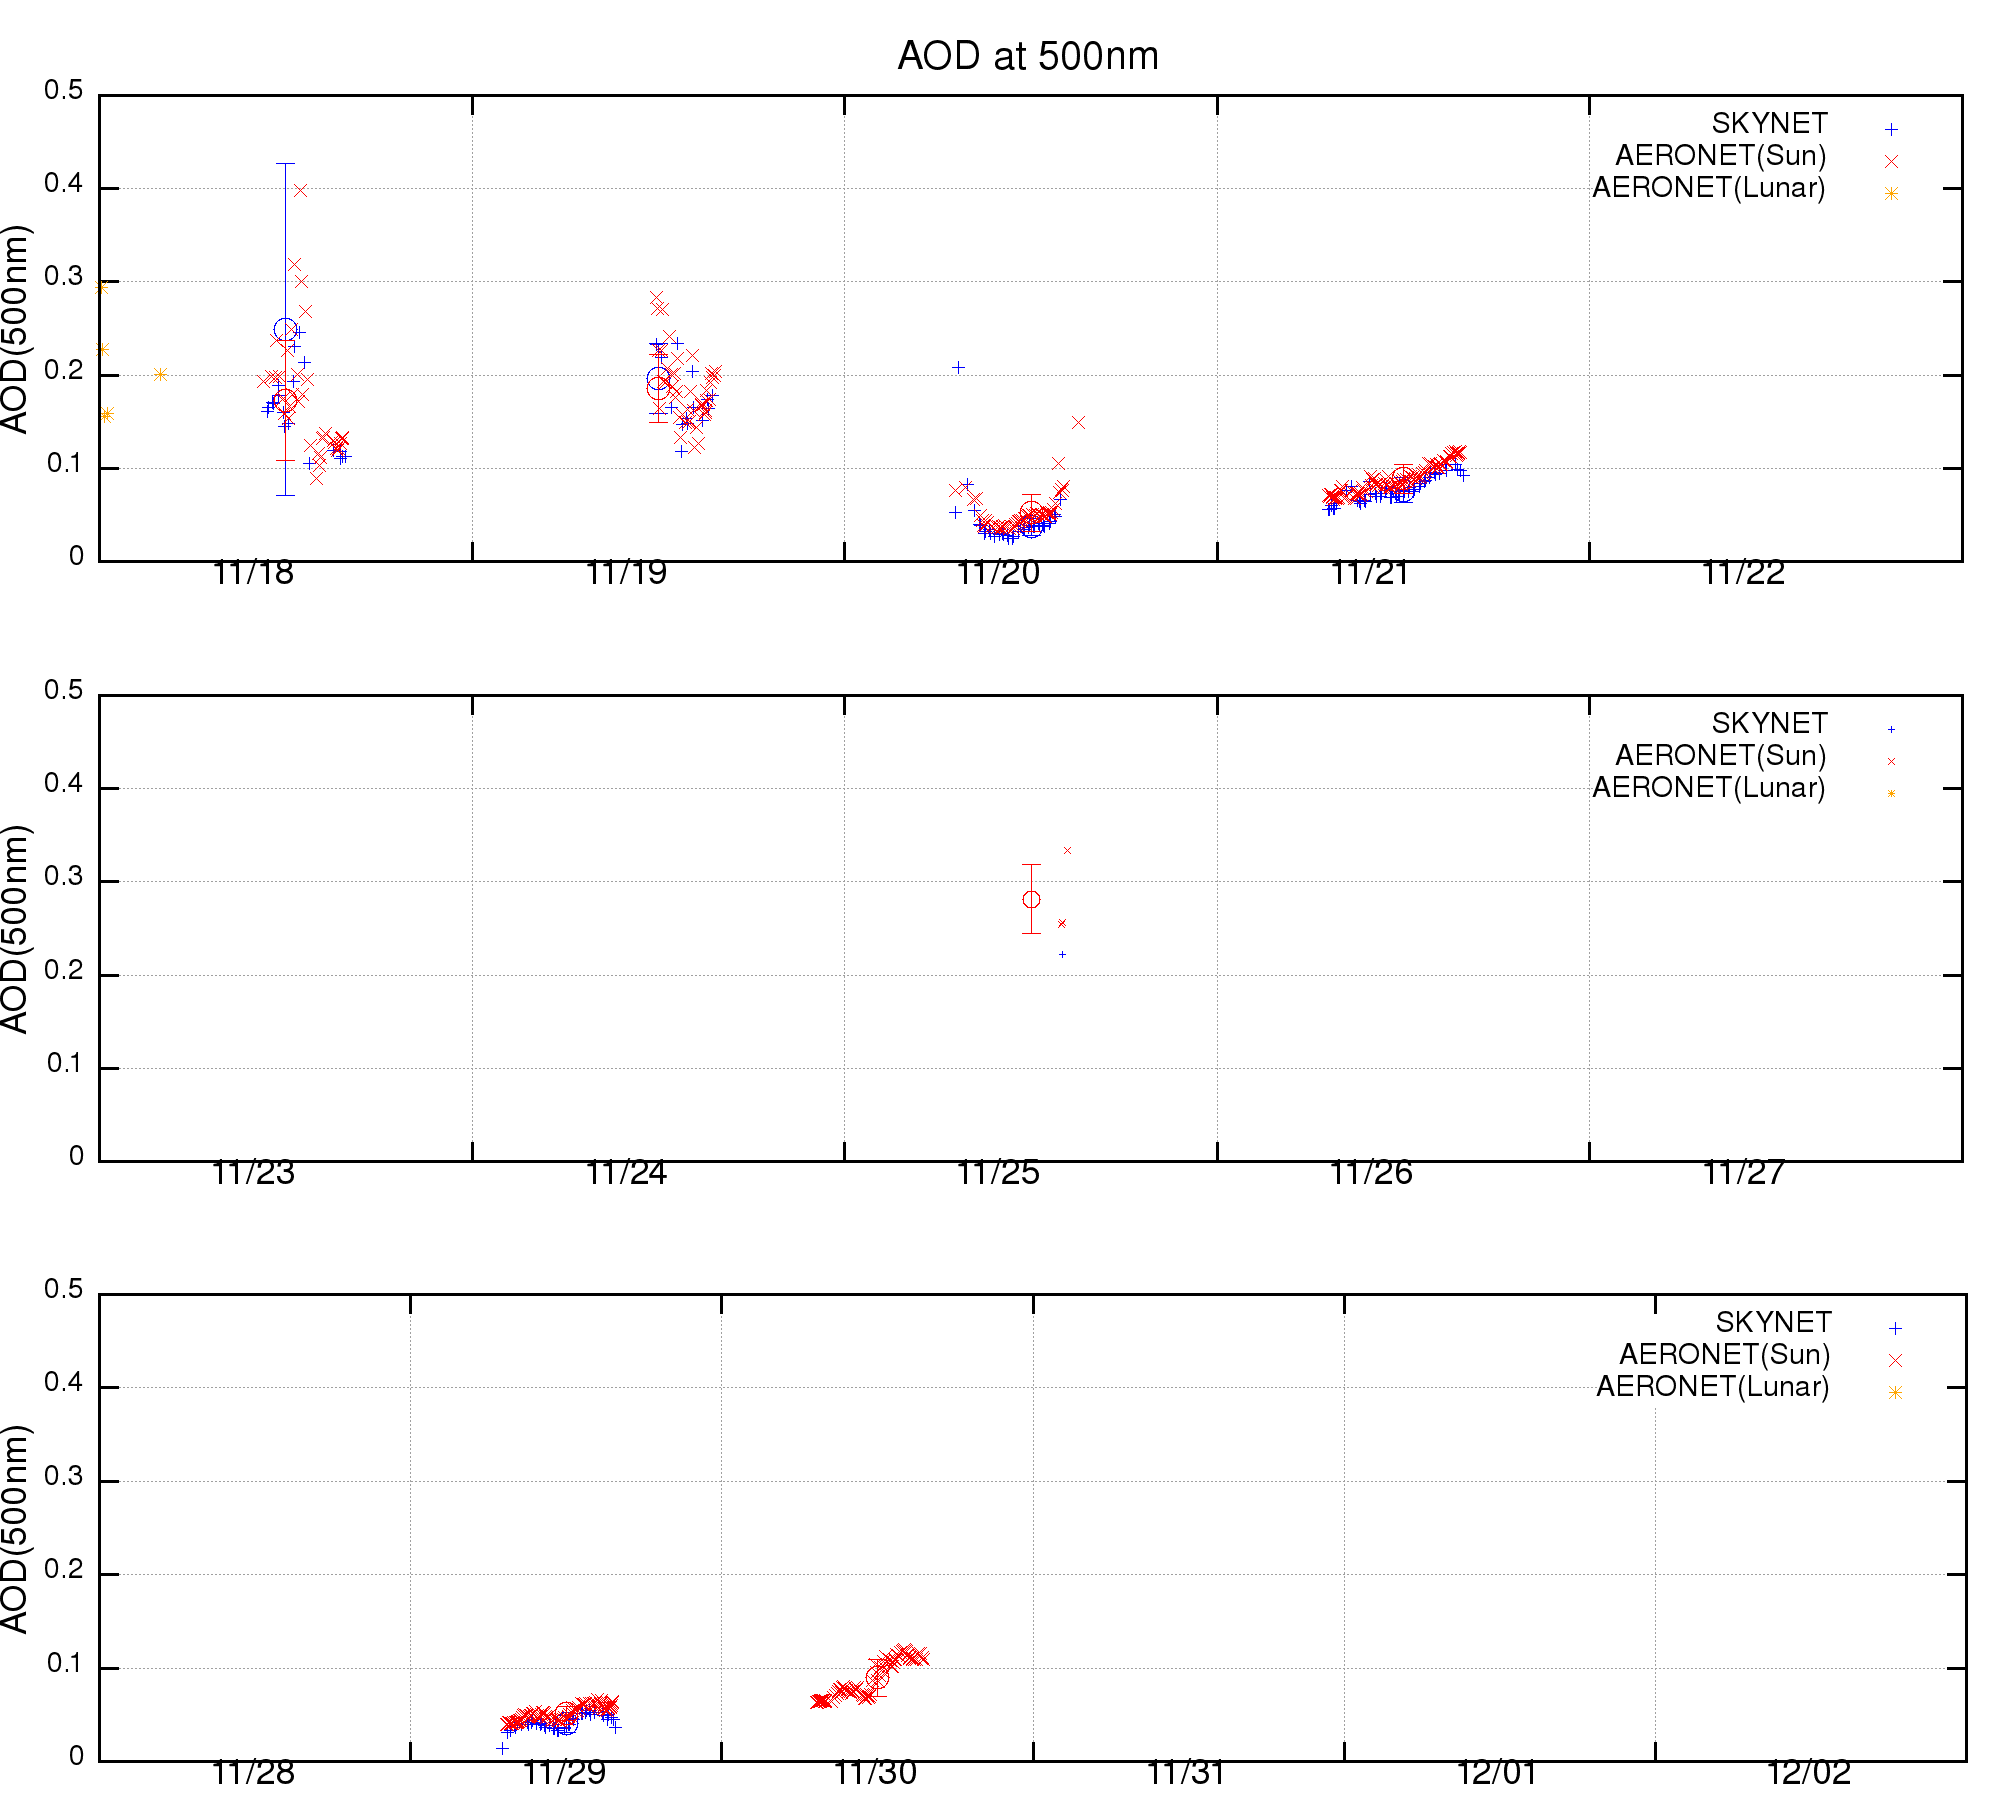 AOD at 500nm
0.5
SKYNET
AERONET(Sun)
AERONET(Lunar)
0.4
0.3
0.2
0.1
0
AOD(500nm)
11/18 11/19 11/20 11/21 11/22
0.5
SKYNET
AERONET(Sun)
AERONET(Lunar)
0.4
0.3
0.2
0.1
0
AOD(500nm)
11/23 11/24 11/25 11/26 11/27
0.5
SKYNET
AERONET(Sun)
AERONET(Lunar)
0.4
0.3
0.2
0.1
0
AOD(500nm)
11/28 11/29 11/30 11/31 12/01 12/02